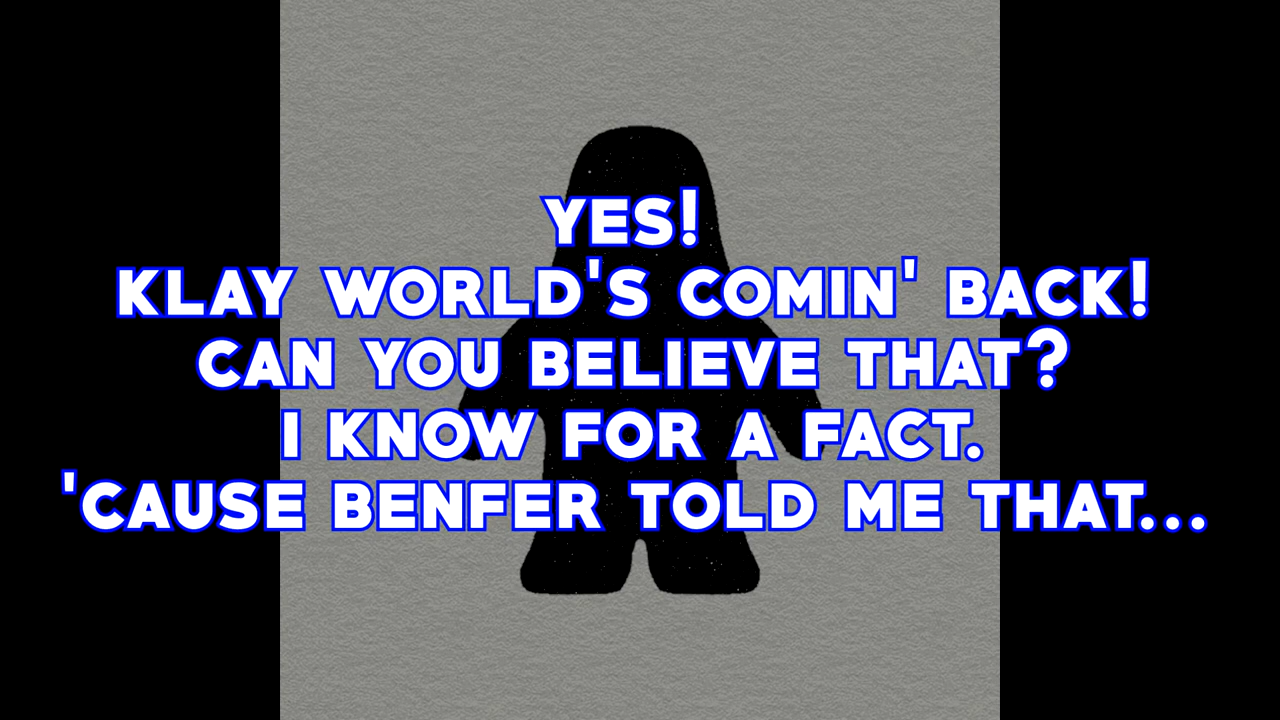 YES!
KLAY WORLD'S COMIN' BACK!
CAN YOU BELIEVE THAT?
I KNOW FOR A FACT.
'CAUSE BENFER TOLD ME THAT...